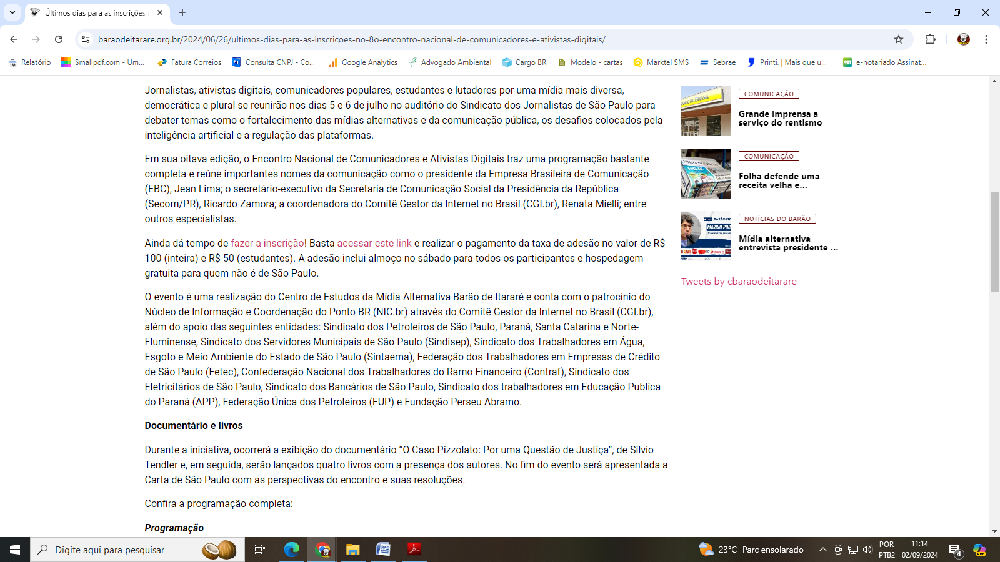 Últimos dias para as inscrições
baraodeitarare.org.br/2024/06/26/ultimos-dias-para-as-inscricoes-no-8o-encontro-nacional-de-comunicadores-e-ativistas-digitais/
Relatório
Smallpdf.com - Um...
Fatura Correios
Consulta CNPJ - Co...
Google Analytics
Advogado Ambiental
Cargo BR
Modelo - cartas
Marktel SMS
Sebrae
Printi. | Mais que u...
e-notariado Assinat...
Jornalistas, ativistas digitais, comunicadores populares, estudantes e lutadores por uma mídia mais diversa,
democrática e plural se reunirão nos dias 5 e 6 de julho no auditório do Sindicato dos Jornalistas de São Paulo para
debater temas como o fortalecimento das mídias alternativas e da comunicação pública, os desafios colocados pela
inteligência artificial e a regulação das plataformas.
Em sua oitava edição, o Encontro Nacional de Comunicadores e Ativistas Digitais traz uma programação bastante
completa e reúne importantes nomes da comunicação como o presidente da Empresa Brasileira de Comunicação
(EBC), Jean Lima; o secretário-executivo da Secretaria de Comunicação Social da Presidência da República
(Secom/PR), Ricardo Zamora; a coordenadora do Comitê Gestor da Internet no Brasil (CGI.br), Renata Mielli; entre
outros especialistas.
Ainda dá tempo de fazer a inscrição! Basta acessar este link e realizar o pagamento da taxa de adesão no valor de R$
100 (inteira) e R$ 50 (estudantes). A adesão inclui almoço no sábado para todos os participantes e hospedagem
gratuita para quem não é de São Paulo.
O evento é uma realização do Centro de Estudos da Mídia Alternativa Barão de Itararé e conta com o patrocínio do
Núcleo de Informação e Coordenação do Ponto BR (NIC.br) através do Comitê Gestor da Internet no Brasil (CGI.br),
além do apoio das seguintes entidades: Sindicato dos Petroleiros de São Paulo, Paraná, Santa Catarina e Norte-
Fluminense, Sindicato dos Servidores Municipais de São Paulo (Sindisep), Sindicato dos Trabalhadores em Água,
Esgoto e Meio Ambiente do Estado de São Paulo (Sintaema), Federação dos Trabalhadores em Empresas de Crédito
de São Paulo (Fetec), Confederação Nacional dos Trabalhadores do Ramo Financeiro (Contraf), Sindicato dos
Eletricitários de São Paulo, Sindicato dos Bancários de São Paulo, Sindicato dos trabalhadores em Educação Publica
do Paraná (APP), Federação Única dos Petroleiros (FUP) e Fundação Perseu Abramo.
Documentário e livros
Durante a iniciativa, ocorrerá a exibição do documentário “O Caso Pizzolato: Por uma Questão de Justiça”, de Silvio
Tendler e, em seguida, serão lançados quatro livros com a presença dos autores. No fim do evento será apresentada a
Carta de São Paulo com as perspectivas do encontro e suas resoluções.
Confira a programação completa:
Programação
COMUNICAÇÃO
Grande imprensa a
serviço do rentismo
COMUNICAÇÃO
Folha defende uma
receita velha e...
NOTÍCIAS DO BARÃO
Mídia alternativa
entrevista presidente ...
Tweets by cbaraodeitarare
Digite aqui para pesquisar
23°C Parc ensolarado
POR
PTB2
11:14
02/09/2024
4